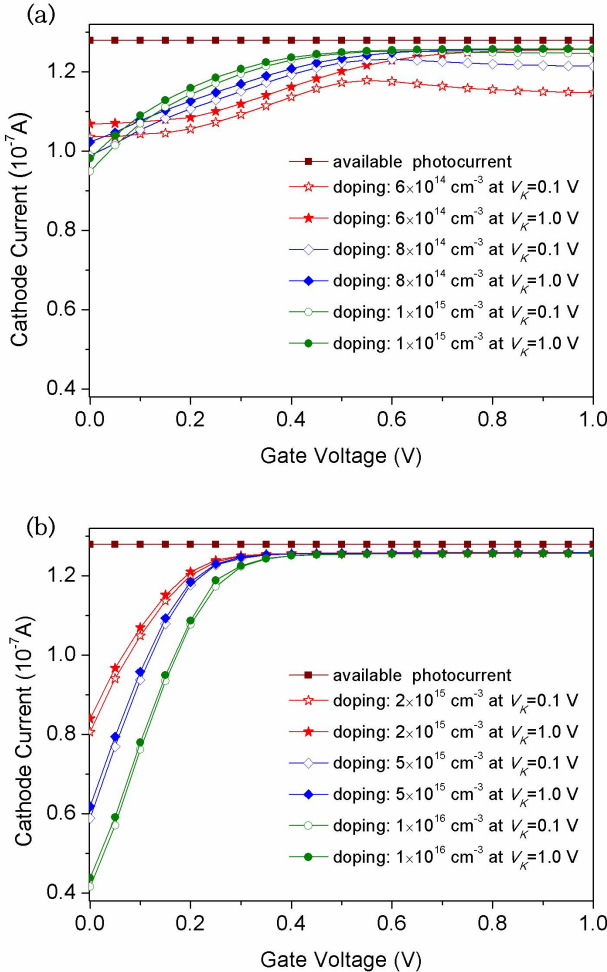 (a)
1.2
1.0
0.8
0.6
0.4
Cathode Current (10⁻⁷A)
available photocurrent
doping: 6×10¹⁴ cm⁻³ at V_K=0.1 V
doping: 6×10¹⁴ cm⁻³ at V_K=1.0 V
doping: 8×10¹⁴ cm⁻³ at V_K=0.1 V
doping: 8×10¹⁴ cm⁻³ at V_K=1.0 V
doping: 1×10¹⁵ cm⁻³ at V_K=0.1 V
doping: 1×10¹⁵ cm⁻³ at V_K=1.0 V
0.0 0.2 0.4 0.6 0.8 1.0
Gate Voltage (V)
(b)
1.2
1.0
0.8
0.6
0.4
Cathode Current (10⁻⁷A)
available photocurrent
doping: 2×10¹⁵ cm⁻³ at V_K=0.1 V
doping: 2×10¹⁵ cm⁻³ at V_K=1.0 V
doping: 5×10¹⁵ cm⁻³ at V_K=0.1 V
doping: 5×10¹⁵ cm⁻³ at V_K=1.0 V
doping: 1×10¹⁶ cm⁻³ at V_K=0.1 V
doping: 1×10¹⁶ cm⁻³ at V_K=1.0 V
0.0 0.2 0.4 0.6 0.8 1.0
Gate Voltage (V)